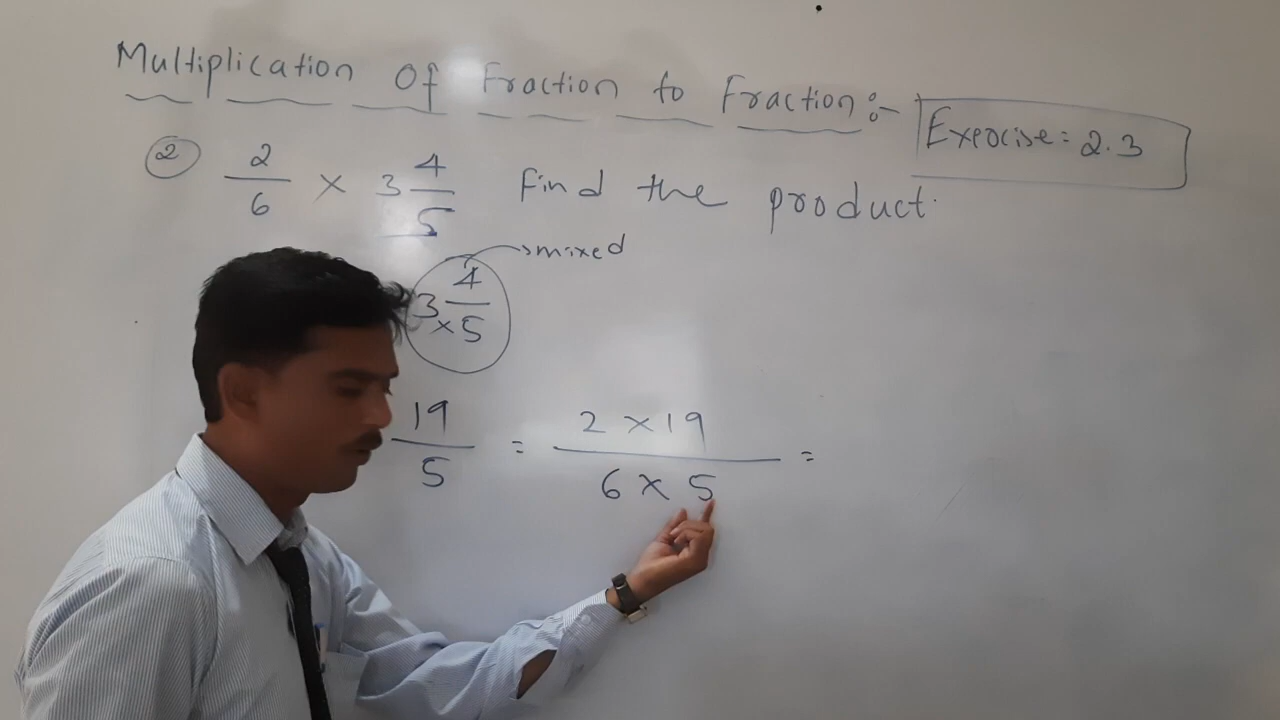 Multiplication Of Fraction to Fraction:-
Exercise: 2.3
② 2/6 × 3 4/5 Find the product.
3 4/5 × → mixed
19/5 = 2 × 19 / 6 × 5 =